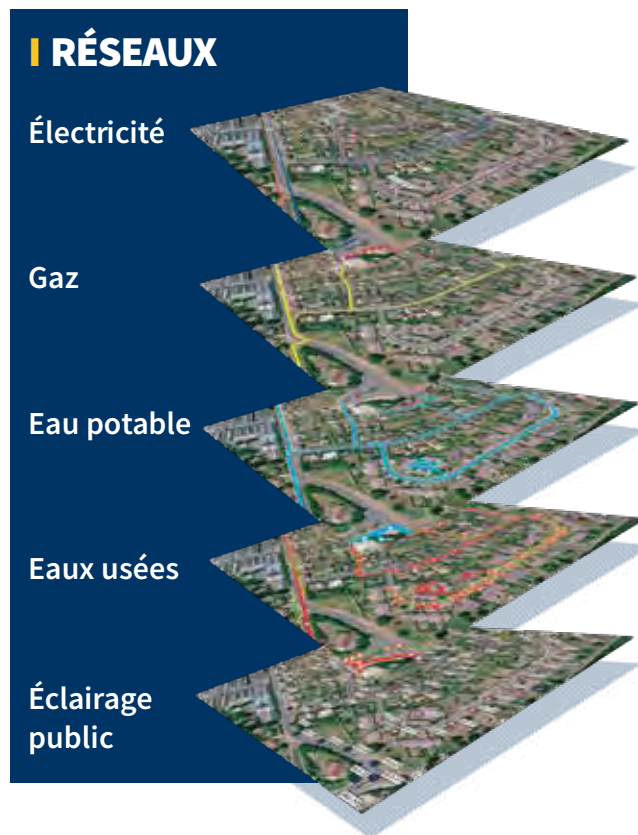 I RÉSEAUX
Électricité
Gaz
Eau potable
Eaux usées
Éclairage
public